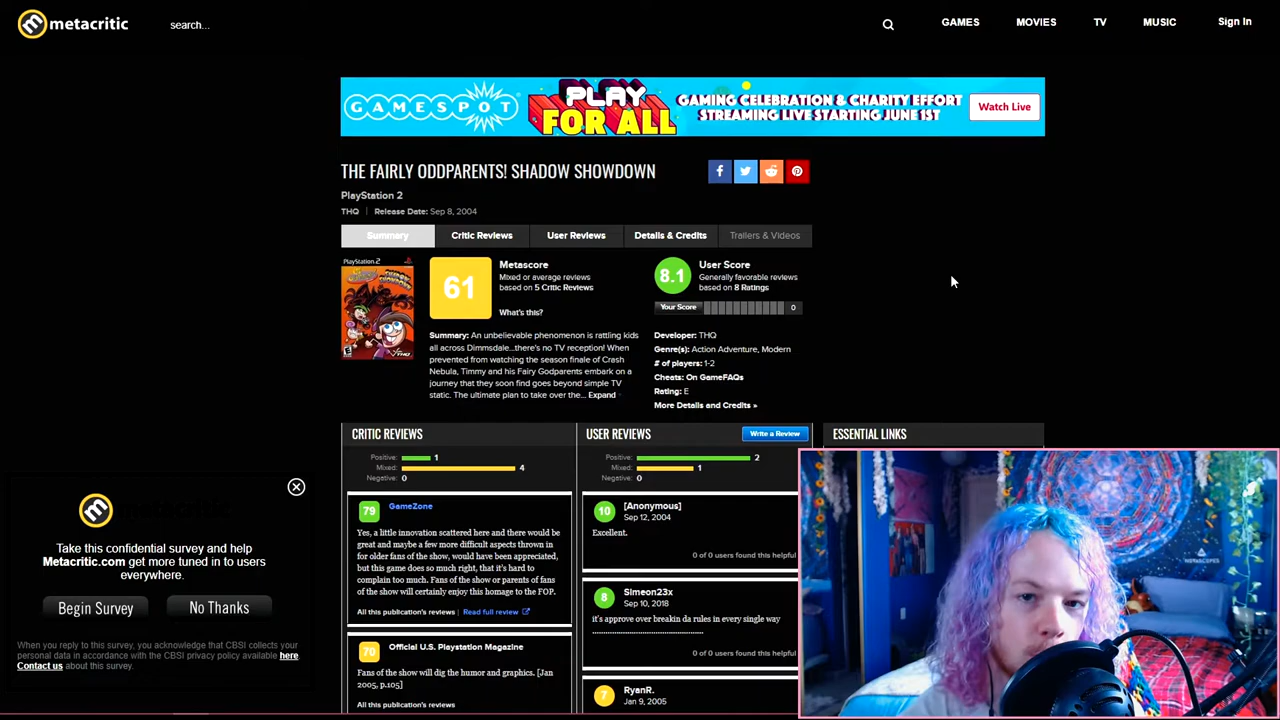 metacritic
search...
GAMES
MOVIES
TV
MUSIC
Sign In
GAMESPOT
PLAY
FOR ALL
GAMING CELEBRATION & CHARITY EFFORT
STREAMING LIVE STARTING JUNE 1ST
Watch Live
THE FAIRLY ODDPARENTS! SHADOW SHOWDOWN
PlayStation 2
THQ | Release Date: Sep 8, 2004
Summary
Critic Reviews
User Reviews
Details & Credits
Trailers & Videos
PlayStation 2
THQ
61
Metascore
Mixed or average reviews
based on 5 Critic Reviews
What's this?
Summary: An unbelievable phenomenon is rattling kids
all across Dimmsdale...there's no TV reception! When
prevented from watching the season finale of Crash
Nebula, Timmy and his Fairy Godparents embark on a
journey that they soon find goes beyond simple TV
static. The ultimate plan to take over the... Expand
8.1
User Score
Generally favorable reviews
based on 8 Ratings
Your Score
0
Developer: THQ
Genre(s): Action Adventure, Modern
# of players: 1-2
Cheats: On GameFAQs
Rating: E
More Details and Credits »
CRITIC REVIEWS
Positive: 1
Mixed: 4
Negative: 0
79
GameZone
Yes, a little innovation scattered here and there would be
great and maybe a few more difficult aspects thrown in
for older fans of the show, would have been appreciated,
but this game does so much right, that it's hard to
complain too much. Fans of the show or parents of fans
of the show will certainly enjoy this homage to the FOP.
All this publication's reviews | Read full review
70
Official U.S. Playstation Magazine
Fans of the show will dig the humor and graphics. [Jan
2005, p.105]
All this publication's reviews
USER REVIEWS
Write a Review
Positive: 2
Mixed: 1
Negative: 0
10
[Anonymous]
Sep 12, 2004
Excellent.
0 of 0 users found this helpful
8
Simeon23x
Sep 10, 2018
it's approve over breakin da rules in every single way
.............................................
0 of 0 users found this helpful
7
RyanR.
Jan 9, 2005
ESSENTIAL LINKS
Take this confidential survey and help
Metacritic.com get more tuned in to users
everywhere.
Begin Survey
No Thanks
When you reply to this survey, you acknowledge that CBSI collects your
personal data in accordance with the CBSI privacy policy available here.
Contact us about this survey.